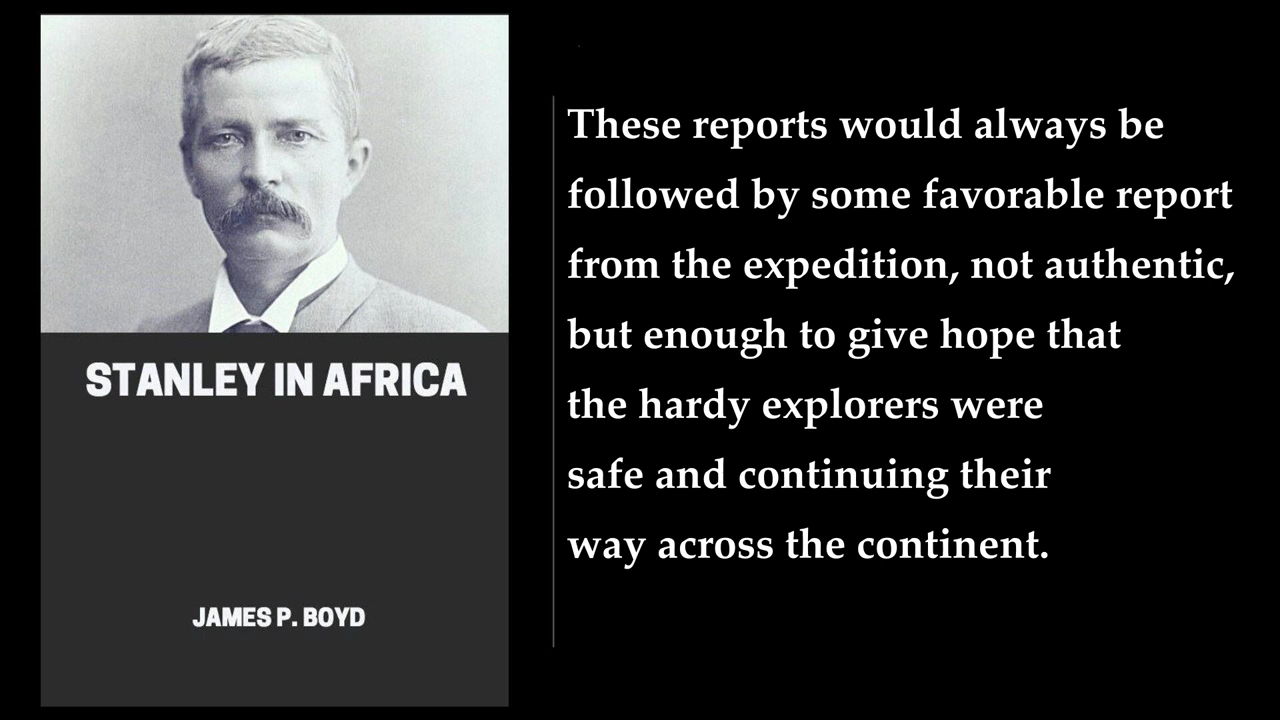 STANLEY IN AFRICA
JAMES P. BOYD
These reports would always be
followed by some favorable report
from the expedition, not authentic,
but enough to give hope that
the hardy explorers were
safe and continuing their
way across the continent.